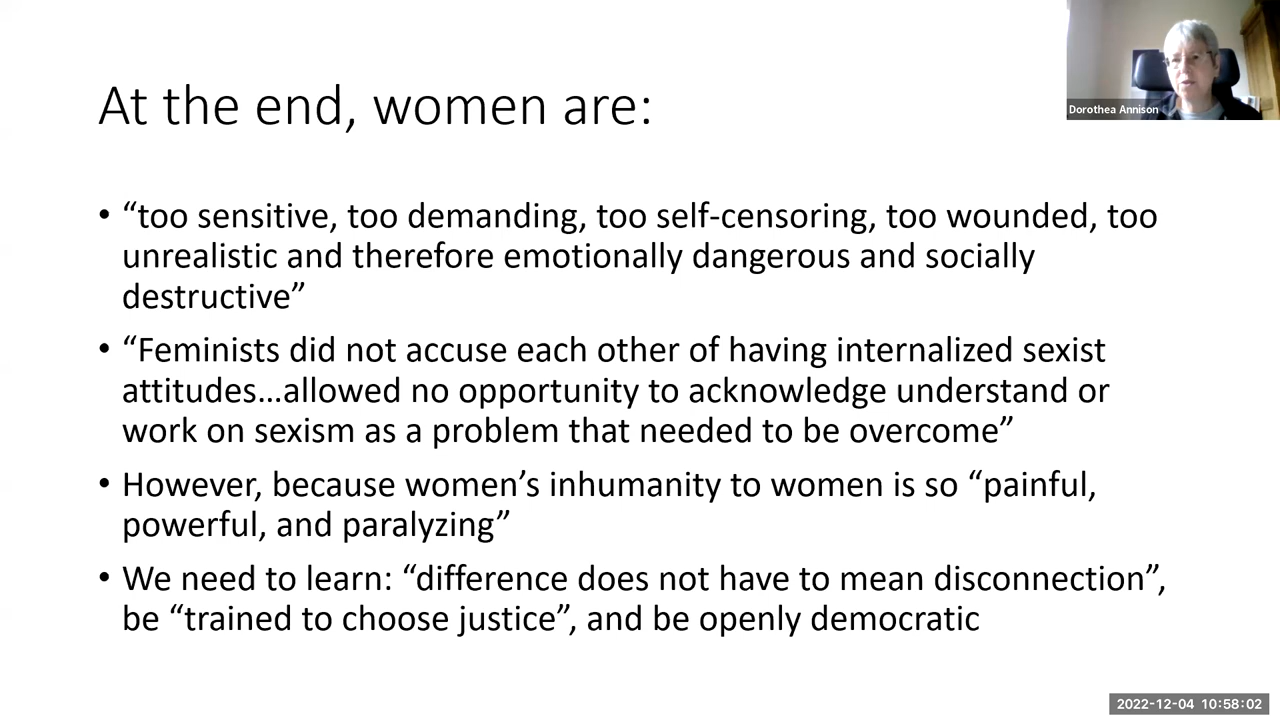 Dorothea Annison
At the end, women are:
• “too sensitive, too demanding, too self-censoring, too wounded, too
unrealistic and therefore emotionally dangerous and socially
destructive”
• “Feminists did not accuse each other of having internalized sexist
attitudes…allowed no opportunity to acknowledge understand or
work on sexism as a problem that needed to be overcome”
• However, because women’s inhumanity to women is so “painful,
powerful, and paralyzing”
• We need to learn: “difference does not have to mean disconnection”,
be “trained to choose justice”, and be openly democratic
2022-12-04 10:58:02